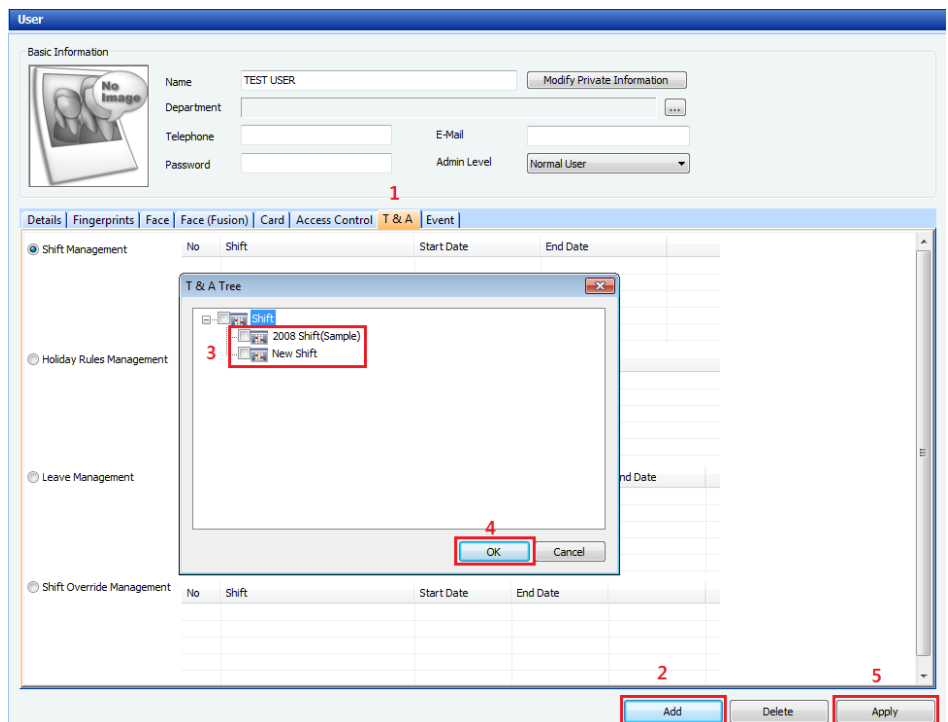 User
Basic Information
No Image
Name TEST USER Modify Private Information
Department ...
Telephone E-Mail
Password Admin Level Normal User
1
Details Fingerprints Face Face (Fusion) Card Access Control T & A Event
Shift Management No Shift Start Date End Date
T & A Tree
Shift
3 2008 Shift(Sample)
New Shift
Holiday Rules Management
Leave Management nd Date
4
OK Cancel
Shift Override Management No Shift Start Date End Date
2 5
Add Delete Apply